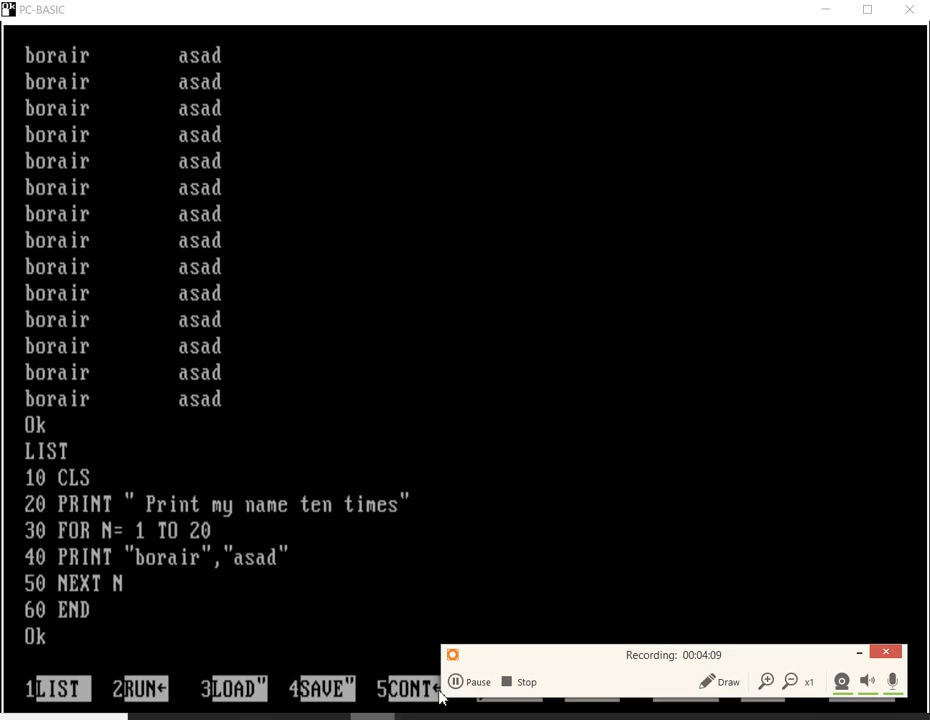 Ok PC-BASIC
borair asad
borair asad
borair asad
borair asad
borair asad
borair asad
borair asad
borair asad
borair asad
borair asad
borair asad
borair asad
borair asad
borair asad
Ok
LIST
10 CLS
20 PRINT " Print my name ten times"
30 FOR N= 1 TO 20
40 PRINT "borair","asad"
50 NEXT N
60 END
Ok
Recording: 00:04:09
Pause Stop Draw x1
1LIST 2RUN← 3LOAD" 4SAVE" 5CONT←